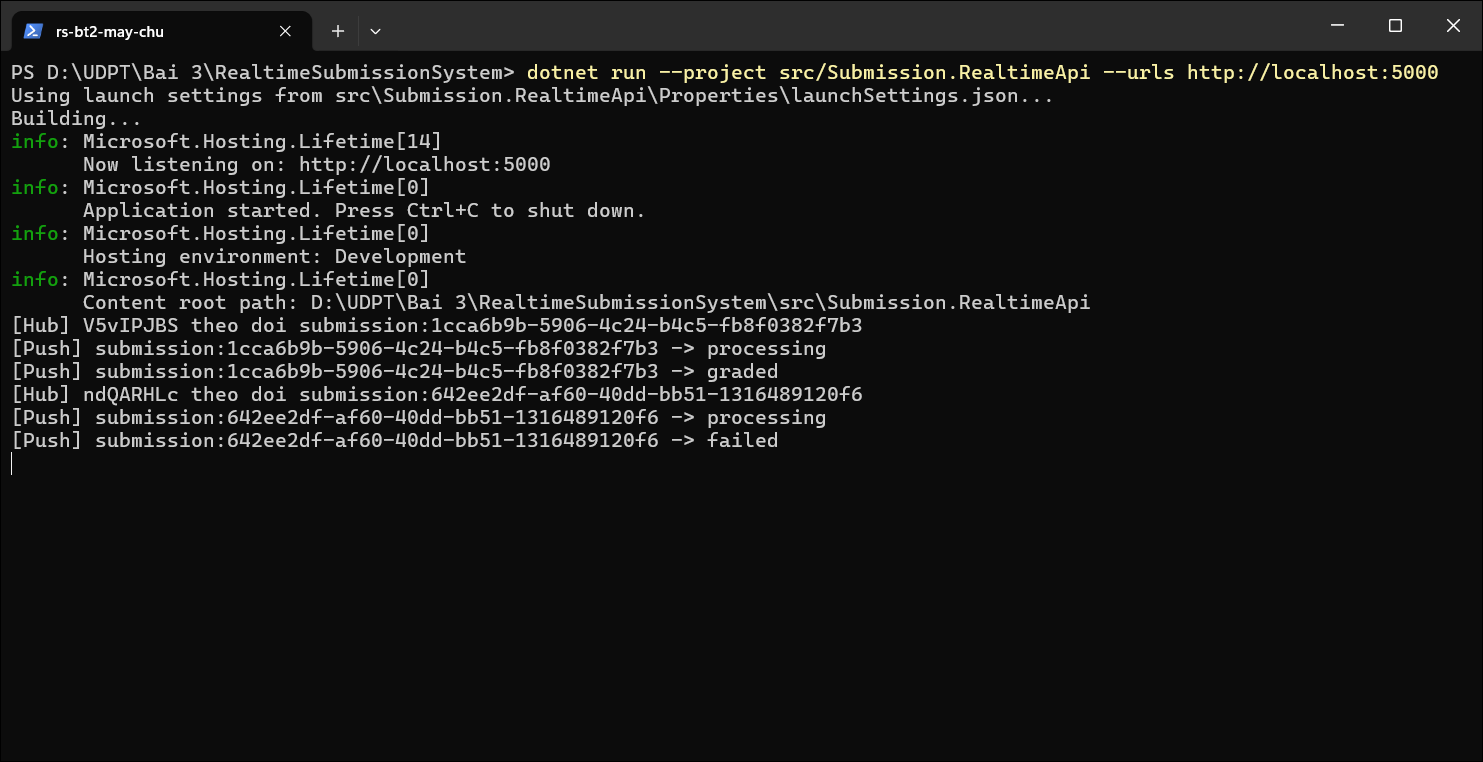 rs-bt2-may-chu
PS D:\UDPT\Bai 3\RealtimeSubmissionSystem> dotnet run --project src/Submission.RealtimeApi --urls http://localhost:5000
Using launch settings from src\Submission.RealtimeApi\Properties\launchSettings.json...
Building...
info: Microsoft.Hosting.Lifetime[14]
      Now listening on: http://localhost:5000
info: Microsoft.Hosting.Lifetime[0]
      Application started. Press Ctrl+C to shut down.
info: Microsoft.Hosting.Lifetime[0]
      Hosting environment: Development
info: Microsoft.Hosting.Lifetime[0]
      Content root path: D:\UDPT\Bai 3\RealtimeSubmissionSystem\src\Submission.RealtimeApi
[Hub] V5vIPJBS theo doi submission:1cca6b9b-5906-4c24-b4c5-fb8f0382f7b3
[Push] submission:1cca6b9b-5906-4c24-b4c5-fb8f0382f7b3 -> processing
[Push] submission:1cca6b9b-5906-4c24-b4c5-fb8f0382f7b3 -> graded
[Hub] ndQARHLc theo doi submission:642ee2df-af60-40dd-bb51-1316489120f6
[Push] submission:642ee2df-af60-40dd-bb51-1316489120f6 -> processing
[Push] submission:642ee2df-af60-40dd-bb51-1316489120f6 -> failed